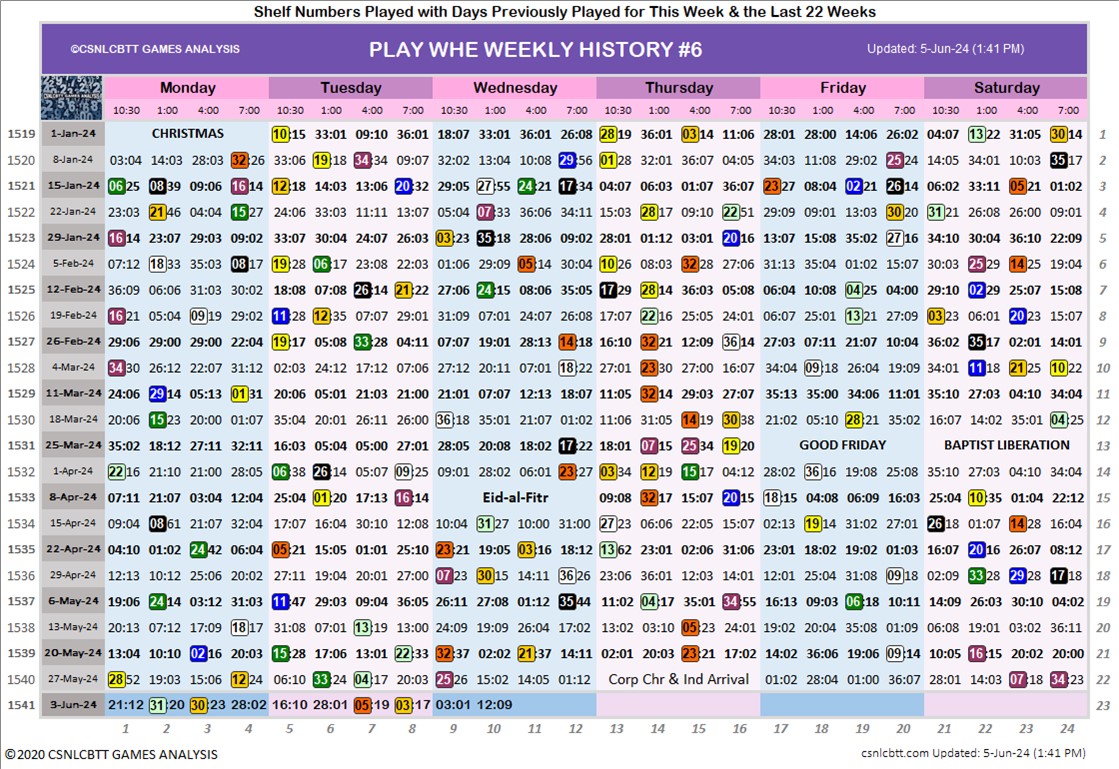 Shelf Numbers Played with Days Previously Played for This Week & the Last 22 Weeks
©CSNLCBTT GAMES ANALYSIS PLAY WHE WEEKLY HISTORY #6 Updated: 5-Jun-24 (1:41 PM)
Monday Tuesday Wednesday Thursday Friday Saturday
10:30 1:00 4:00 7:00 10:30 1:00 4:00 7:00 10:30 1:00 4:00 7:00 10:30 1:00 4:00 7:00 10:30 1:00 4:00 7:00 10:30 1:00 4:00 7:00
1519 1-Jan-24 CHRISTMAS 10:15 33:01 09:10 36:01 18:07 33:01 36:01 26:08 28:19 36:01 03:14 11:06 28:01 28:00 14:06 26:02 04:07 13:22 31:05 30:14 1
1520 8-Jan-24 03:04 14:03 28:03 32:26 33:06 19:18 34:34 09:07 32:02 13:04 10:08 29:56 01:28 32:01 36:07 04:05 34:03 11:08 29:02 25:24 14:05 34:01 10:03 35:17 2
1521 15-Jan-24 06:25 08:39 09:06 16:14 12:18 14:03 13:06 20:32 29:05 27:55 11:24 17:34 04:07 06:03 01:07 36:07 23:27 08:04 02:21 26:14 06:02 33:11 05:21 01:02 3
1522 22-Jan-24 23:03 21:46 04:04 15:27 24:06 33:03 11:11 13:07 05:04 07:33 36:06 34:11 15:03 28:17 09:10 22:51 29:09 09:01 13:03 30:20 31:21 26:08 26:00 09:01 4
1523 29-Jan-24 16:14 23:07 29:03 09:02 33:07 30:04 24:07 26:03 03:23 35:18 28:06 09:02 28:01 01:12 03:01 20:16 13:07 15:08 35:02 27:16 34:10 30:04 36:10 22:09 5
1524 5-Feb-24 07:12 18:33 35:03 08:17 19:28 06:17 23:08 22:03 01:06 29:09 05:14 30:04 10:26 08:03 32:28 27:06 31:13 35:04 01:02 15:07 30:03 25:29 14:25 19:04 6
1525 12-Feb-24 36:09 06:06 31:03 30:02 18:08 07:08 26:14 21:22 27:06 24:15 08:06 35:05 17:29 28:14 36:03 05:08 06:04 10:08 04:25 04:00 29:10 02:29 25:07 15:08 7
1526 19-Feb-24 16:21 05:04 09:19 29:02 11:28 12:35 07:07 29:01 31:09 07:01 24:07 26:08 17:07 22:16 25:05 24:01 06:07 25:01 13:21 27:09 03:23 06:01 20:23 15:07 8
1527 26-Feb-24 29:06 29:00 29:00 22:04 19:17 05:08 33:28 04:11 07:07 19:01 28:13 14:18 16:10 32:21 12:09 36:14 27:03 07:11 21:07 10:04 36:02 35:17 02:01 14:01 9
1528 4-Mar-24 34:30 26:12 22:07 31:12 02:03 24:12 17:12 07:06 27:12 20:11 07:01 18:22 27:01 23:30 27:00 16:07 34:04 09:18 26:04 19:09 34:01 11:18 21:25 10:22 10
1529 11-Mar-24 24:06 29:14 05:13 01:31 20:06 05:01 21:03 21:00 21:01 07:07 12:13 18:07 11:05 32:14 29:03 27:07 35:13 35:00 34:06 11:01 35:10 27:03 04:10 34:04 11
1530 18-Mar-24 20:06 15:23 20:00 01:07 35:04 20:01 26:11 26:00 36:18 35:01 21:07 01:02 11:06 31:05 14:19 30:38 21:02 05:10 28:21 35:02 16:07 14:02 35:01 04:25 12
1531 25-Mar-24 35:02 18:12 27:11 32:11 16:03 05:04 05:00 27:01 28:05 20:08 18:02 17:22 18:01 07:15 25:34 19:20 GOOD FRIDAY BAPTIST LIBERATION 13
1532 1-Apr-24 22:16 21:10 21:00 28:05 06:38 26:14 05:07 09:25 09:01 28:02 06:01 23:27 03:34 12:19 15:17 04:12 28:02 36:16 19:08 25:08 35:10 27:03 04:10 34:04 14
1533 8-Apr-24 07:11 21:07 03:04 12:04 25:04 01:20 17:13 16:14 Eid-al-Fitr 09:08 32:17 15:07 20:15 18:15 04:08 06:09 16:03 25:04 10:35 01:04 22:12 15
1534 15-Apr-24 09:04 08:61 21:07 32:04 17:07 16:04 30:10 12:08 10:04 31:27 10:00 31:00 27:23 06:06 22:05 15:07 02:13 19:14 31:02 27:01 26:18 01:07 14:28 16:04 16
1535 22-Apr-24 04:10 01:02 24:42 06:04 05:21 15:05 01:01 25:10 23:21 19:05 03:16 18:12 13:62 23:01 02:06 31:06 23:01 18:02 19:02 01:03 16:07 20:16 26:07 08:12 17
1536 29-Apr-24 12:13 10:12 25:06 20:02 27:11 19:04 20:01 27:00 07:23 30:15 14:11 36:26 23:06 36:01 12:03 14:01 12:01 25:04 31:08 09:18 02:09 33:28 29:28 17:18 18
1537 6-May-24 19:06 24:14 03:12 31:03 11:47 29:03 09:04 36:05 26:11 27:08 01:12 35:44 11:02 04:17 35:01 34:55 16:13 09:03 06:18 10:11 14:09 26:05 30:10 04:02 19
1538 13-May-24 20:13 07:12 17:09 18:17 31:08 07:01 13:19 13:00 24:09 19:09 26:04 17:02 13:02 03:10 05:23 24:01 19:02 20:04 35:08 01:09 06:08 19:01 03:02 36:11 20
1539 20-May-24 13:04 10:10 02:16 20:03 15:28 17:06 13:01 22:33 32:37 02:02 21:37 14:11 02:01 20:03 23:21 17:02 14:02 36:06 19:06 09:14 10:05 16:15 20:02 20:00 21
1540 27-May-24 28:52 19:03 15:06 12:24 06:10 33:24 04:17 20:03 25:26 15:02 14:05 01:12 Corp Chr & Ind Arrival 01:02 28:04 01:00 36:07 28:01 14:03 07:18 34:23 22
1541 3-Jun-24 21:12 31:20 30:23 28:02 16:10 28:01 05:19 03:17 03:01 12:09 23
1 2 3 4 5 6 7 8 9 10 11 12 13 14 15 16 17 18 19 20 21 22 23 24
©2020 CSNLCBTT GAMES ANALYSIS csnlcbtt.com Updated: 5-Jun-24 (1:41 PM)